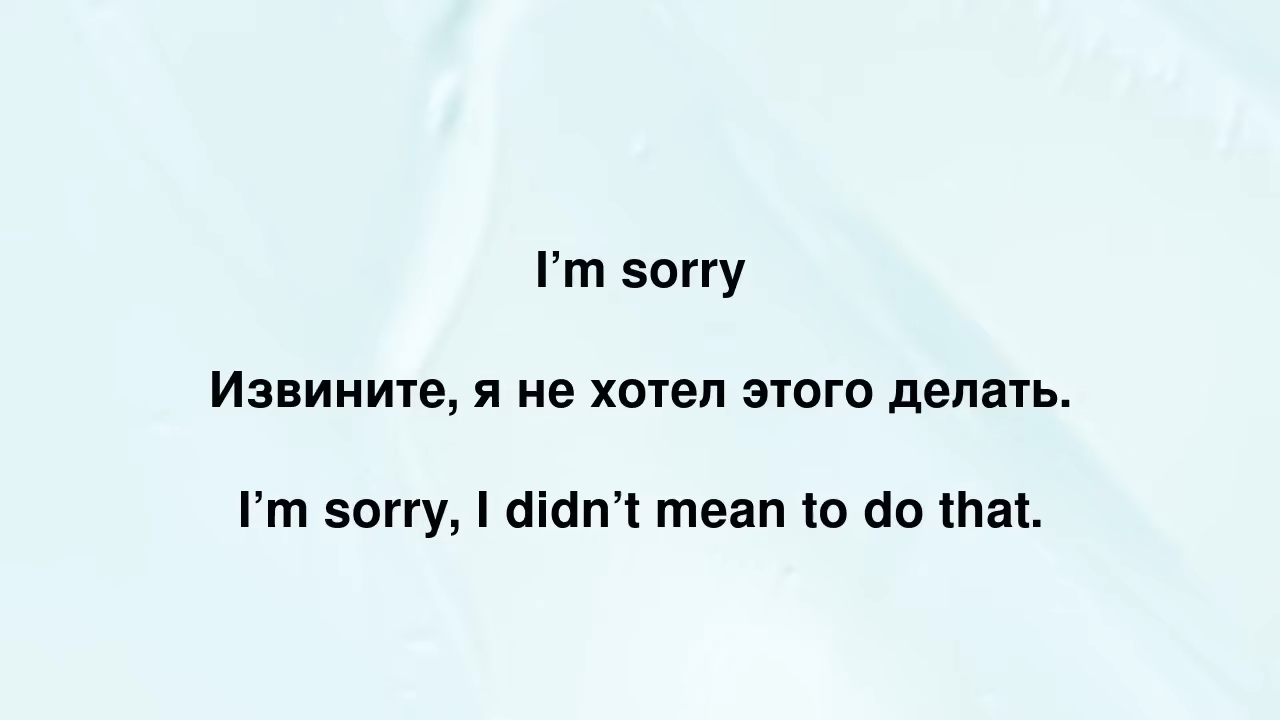 I’m sorry
Извините, я не хотел этого делать.
I’m sorry, I didn’t mean to do that.